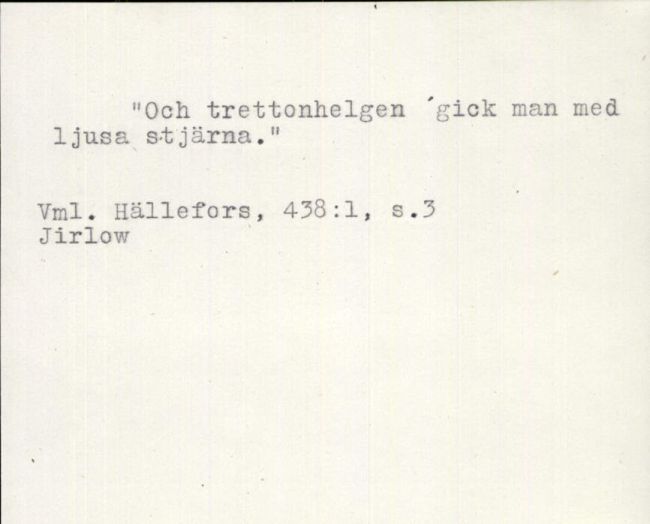 "Och trettonhelgen ´gick man med
ljusa stjärna."
Vml. Hällefors, 438:1, s.3
Jirlow